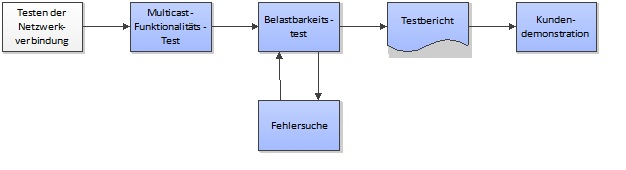 Testen der
Netzwerk-
verbindung
Multicast-
Funktionalitäts-
Test
Belastbarkeits-
test
Testbericht
Kunden-
demonstration
Fehlersuche